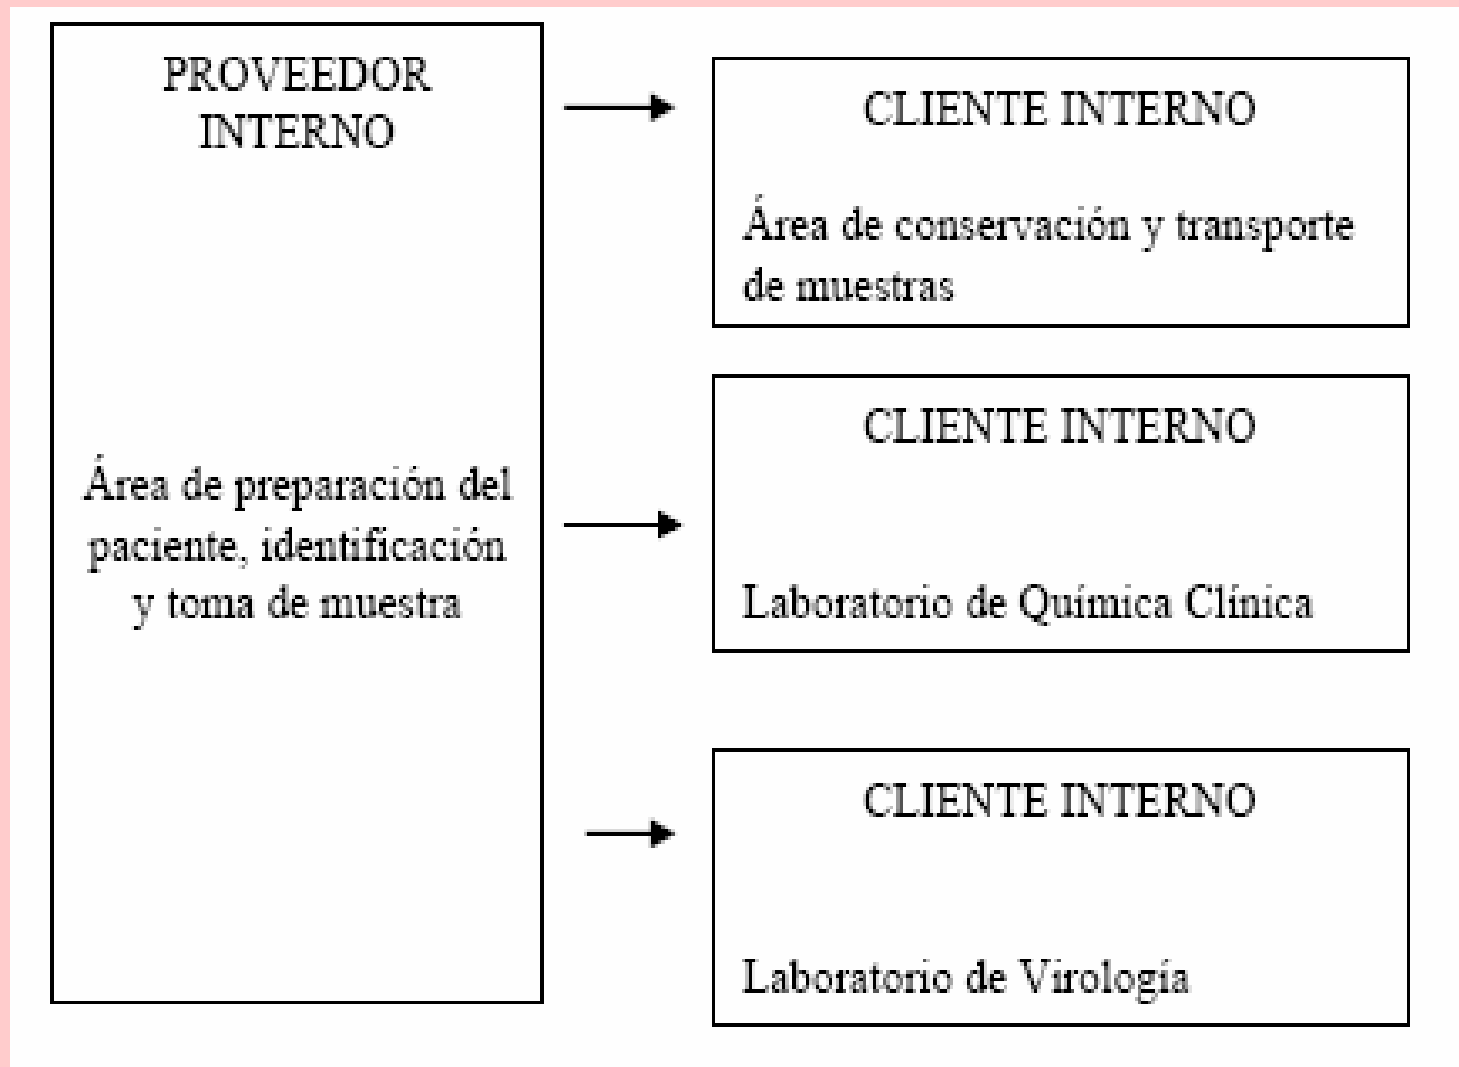 PROVEEDOR
INTERNO
Área de preparación del
paciente, identificación
y toma de muestra
CLIENTE INTERNO
Área de conservación y transporte
de muestras
CLIENTE INTERNO
Laboratorio de Química Clínica
CLIENTE INTERNO
Laboratorio de Virología